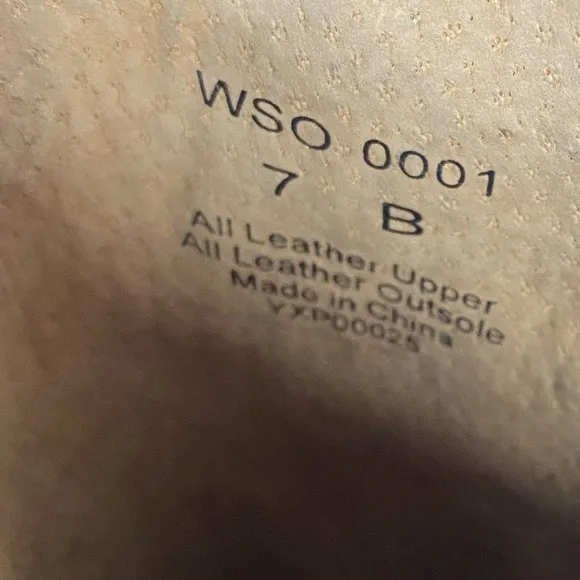 WSO 0001
7 B
All Leather Upper
All Leather Outsole
Made in China
YXP00025